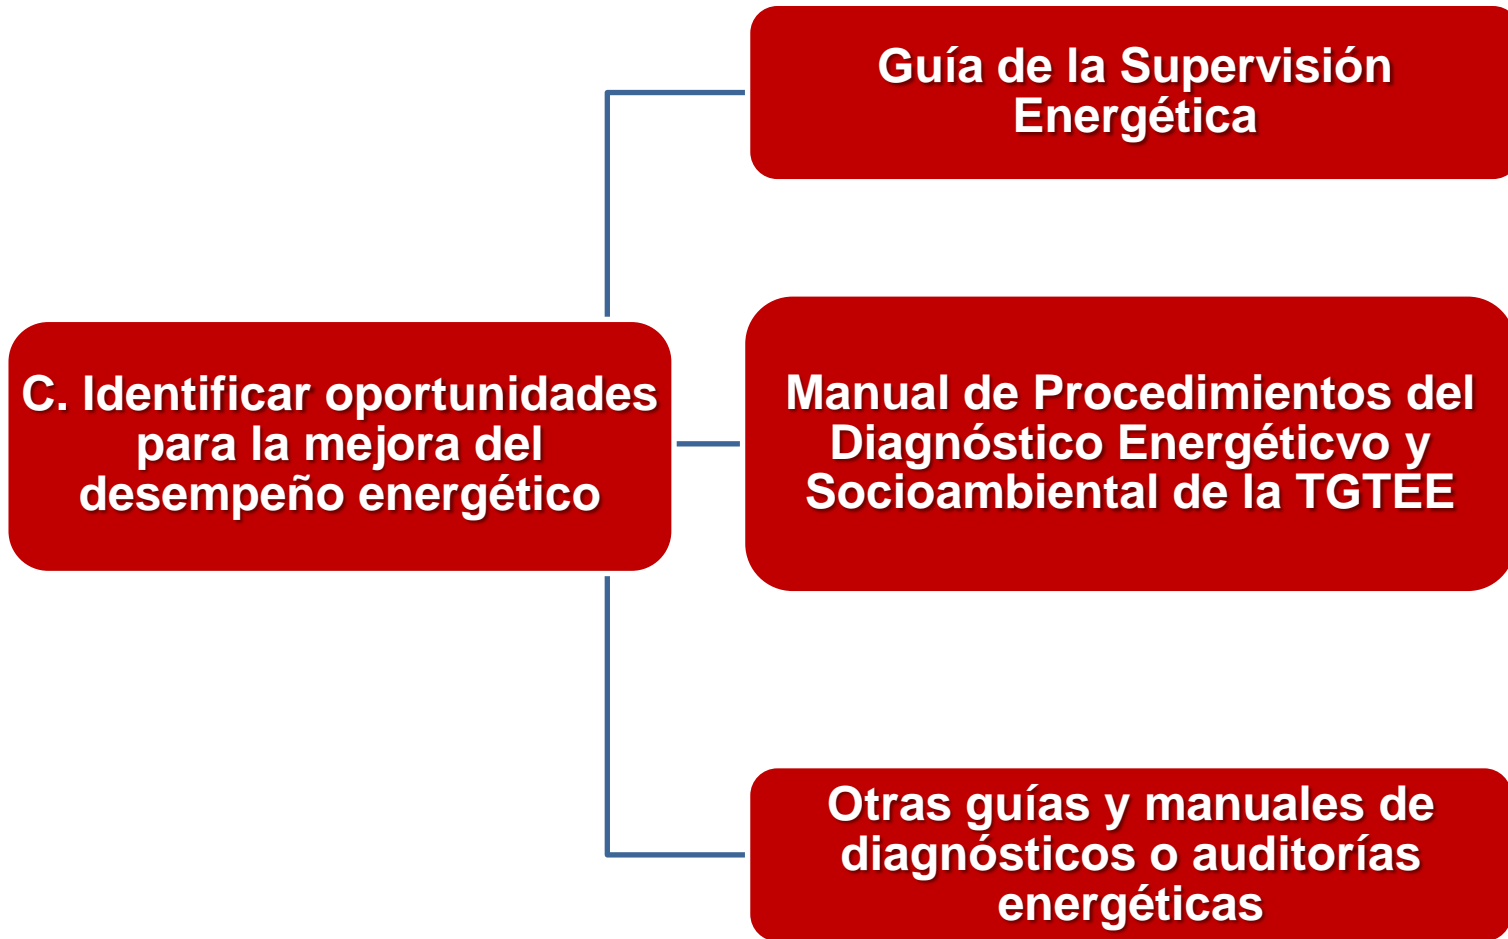 Guía de la Supervisión
Energética
C. Identificar oportunidades
para la mejora del
desempeño energético
Manual de Procedimientos del
Diagnóstico Energéticvo y
Socioambiental de la TGTEE
Otras guías y manuales de
diagnósticos o auditorías
energéticas